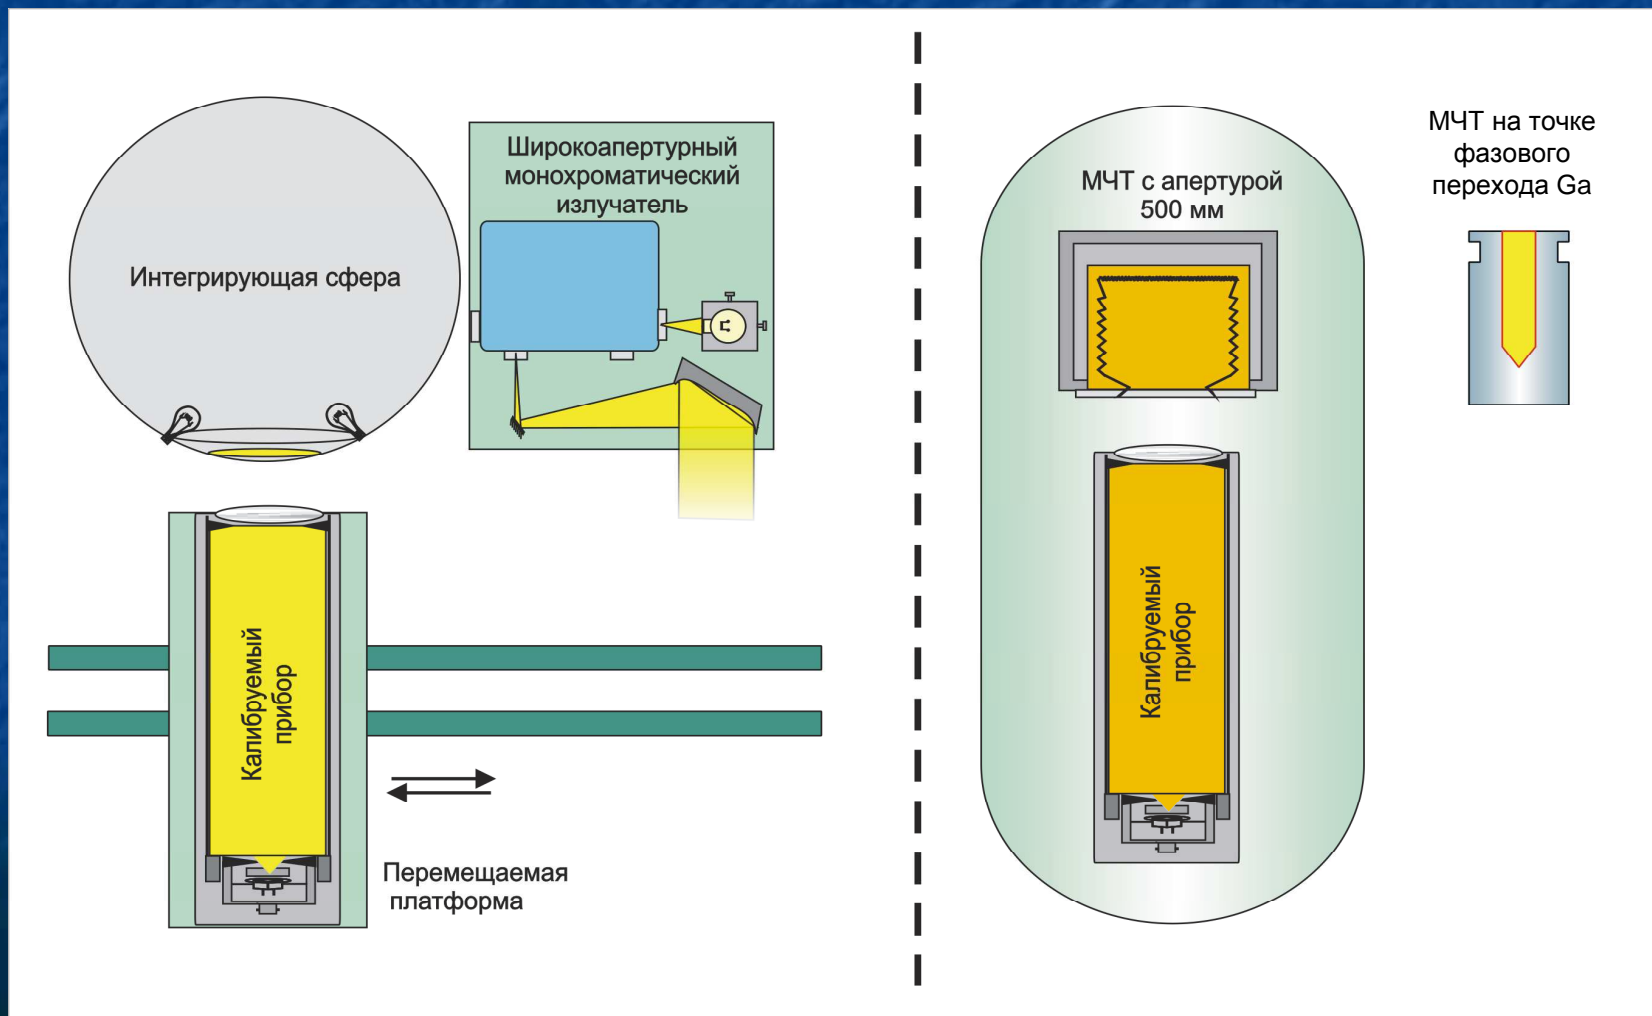 Интегрирующая сфера
Широкоапертурный
монохроматический
излучатель
Калибруемый
прибор
Перемещаемая
платформа
МЧТ с апертурой
500 мм
Калибруемый
прибор
МЧТ на точке
фазового
перехода Ga